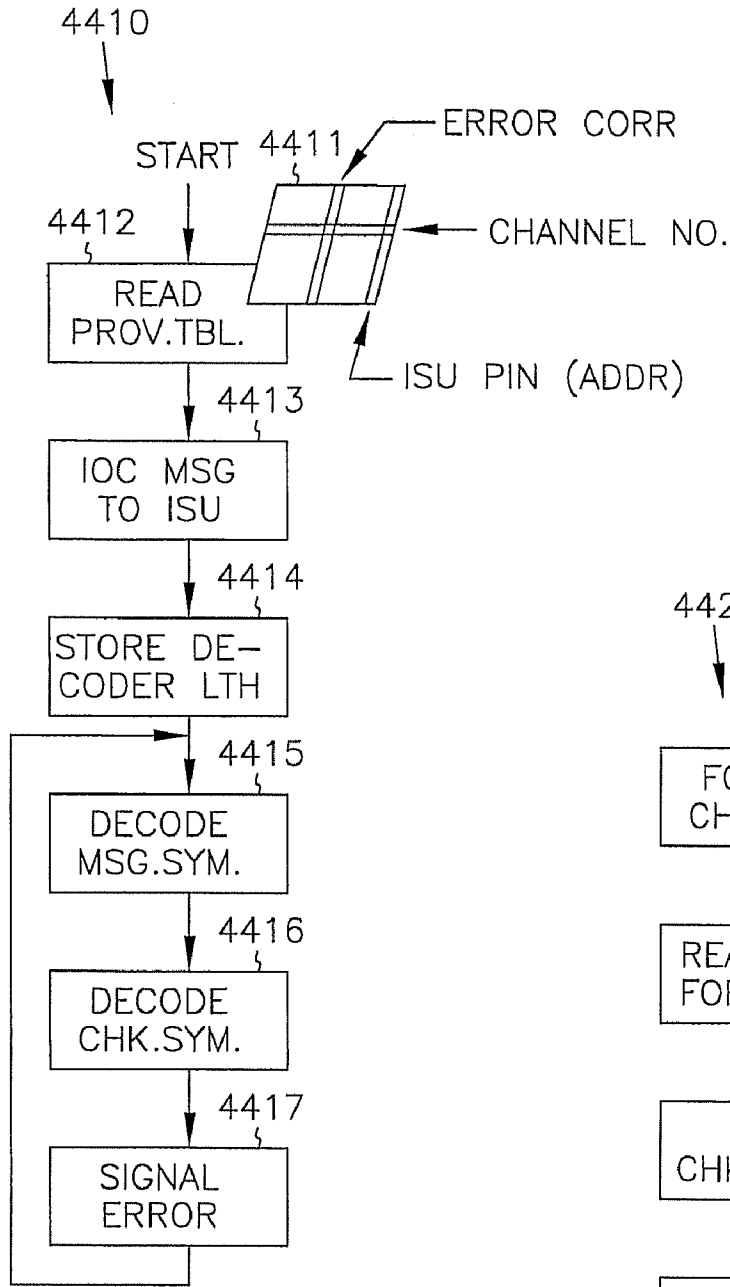 4410
START
4411
ERROR CORR
CHANNEL NO.
ISU PIN (ADDR)
4412
READ
PROV.TBL.
4413
IOC MSG
TO ISU
4414
STORE DE-
CODER LTH
4415
DECODE
MSG.SYM.
4416
DECODE
CHK.SYM.
4417
SIGNAL
ERROR